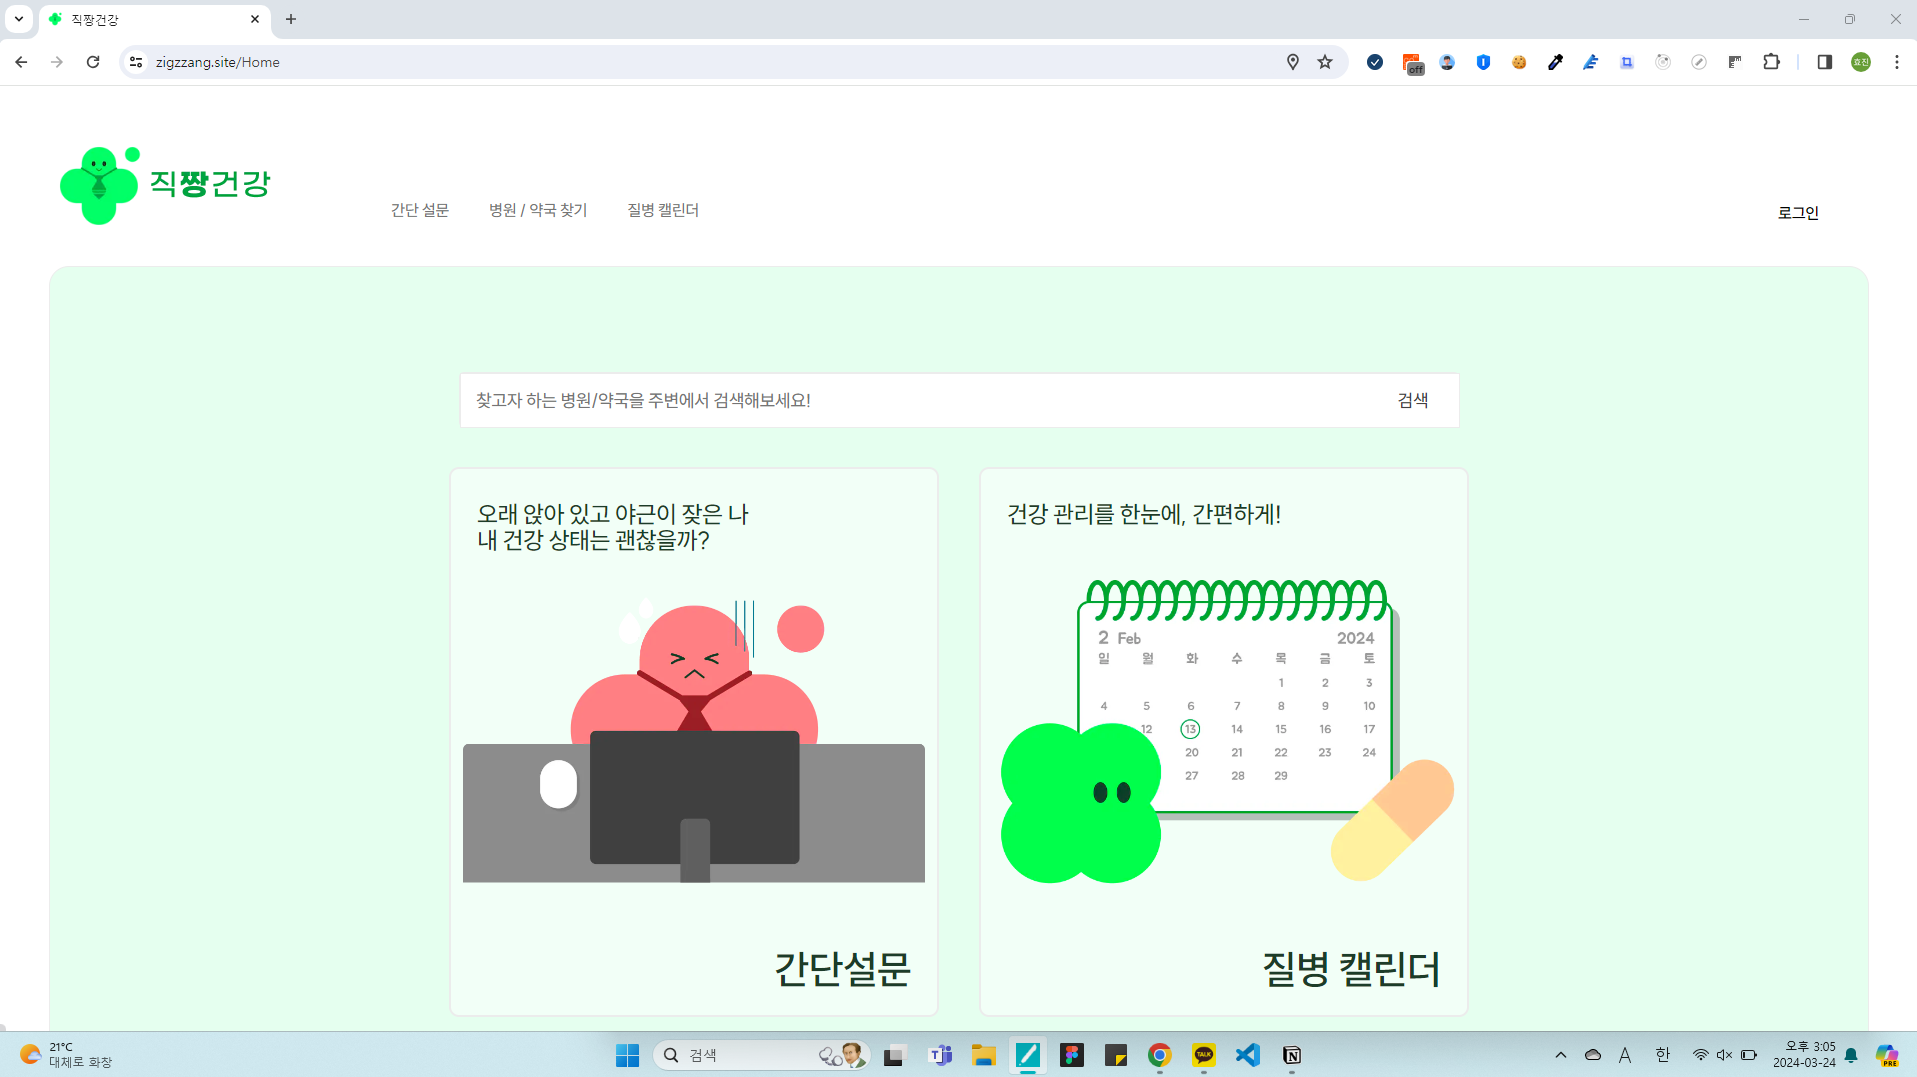 직짱건강
zigzzang.site/Home
off
효진
직짱건강
간단 설문
병원 / 약국 찾기
질병 캘린더
로그인
찾고자 하는 병원/약국을 주변에서 검색해보세요!
검색
오래 앉아 있고 야근이 잦은 나
내 건강 상태는 괜찮을까?
간단설문
건강 관리를 한눈에, 간편하게!
2 Feb 2024
일 월 화 수 목 금 토
1 2 3
4 5 6 7 8 9 10
12 13 14 15 16 17
20 21 22 23 24
27 28 29
질병 캘린더
21°C
대체로 화창
검색
TALK
A
한
오후 3:05
2024-03-24
PRE